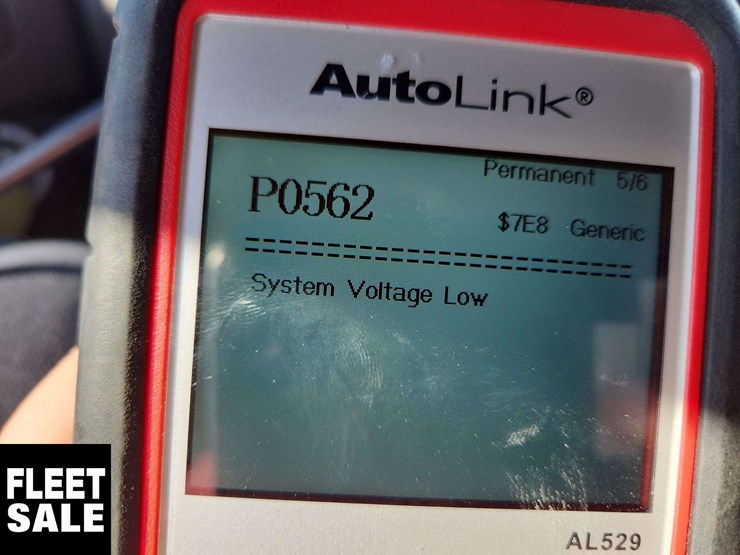 AutoLink®
Permanent 5/6
P0562
$7E8 Generic
System Voltage Low
AL529
FLEET
SALE